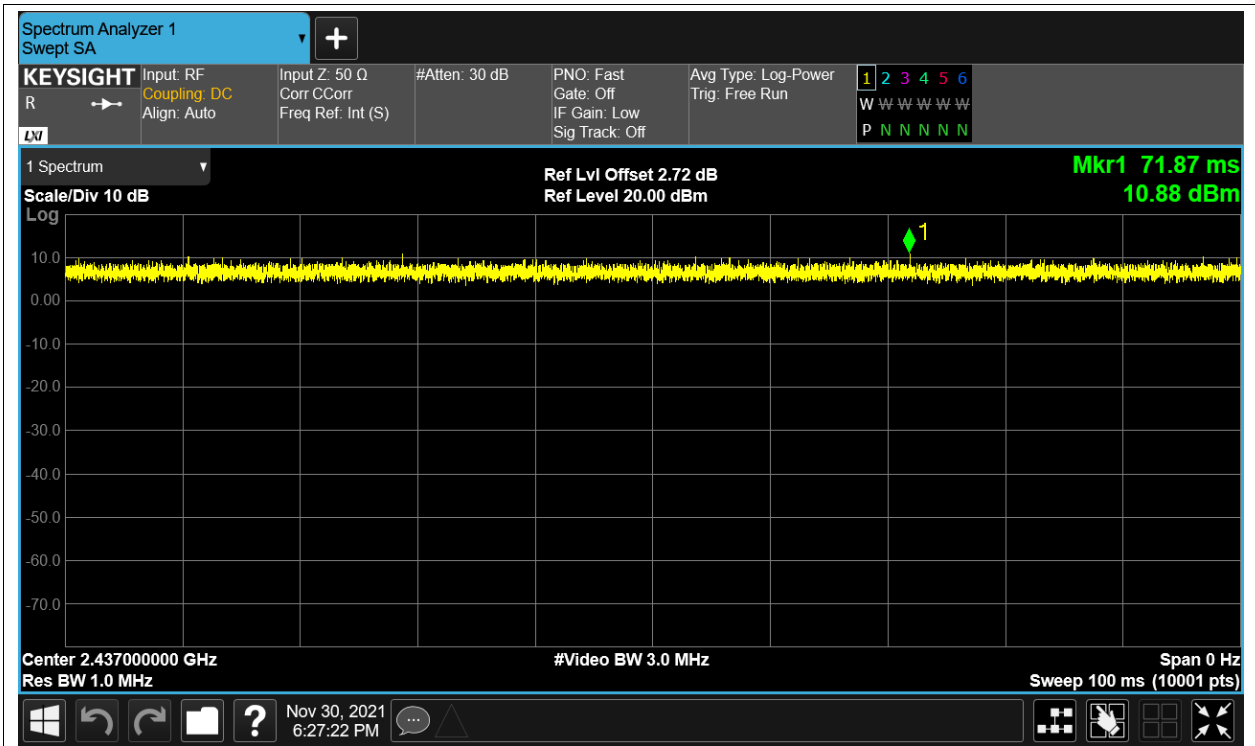 Spectrum Analyzer 1
Swept SA
KEYSIGHT
R
LXI
Input: RF
Coupling: DC
Align: Auto
Input Z: 50 Ω
Corr CCorr
Freq Ref: Int (S)
#Atten: 30 dB
PNO: Fast
Gate: Off
IF Gain: Low
Sig Track: Off
Avg Type: Log-Power
Trig: Free Run
1 2 3 4 5 6
W W W W W W
P N N N N N
1 Spectrum
Scale/Div 10 dB
Ref Lvl Offset 2.72 dB
Ref Level 20.00 dBm
Mkr1 71.87 ms
10.88 dBm
Log
1
10.0
0.00
-10.0
-20.0
-30.0
-40.0
-50.0
-60.0
-70.0
Center 2.437000000 GHz
Res BW 1.0 MHz
#Video BW 3.0 MHz
Span 0 Hz
Sweep 100 ms (10001 pts)
?
Nov 30, 2021
6:27:22 PM